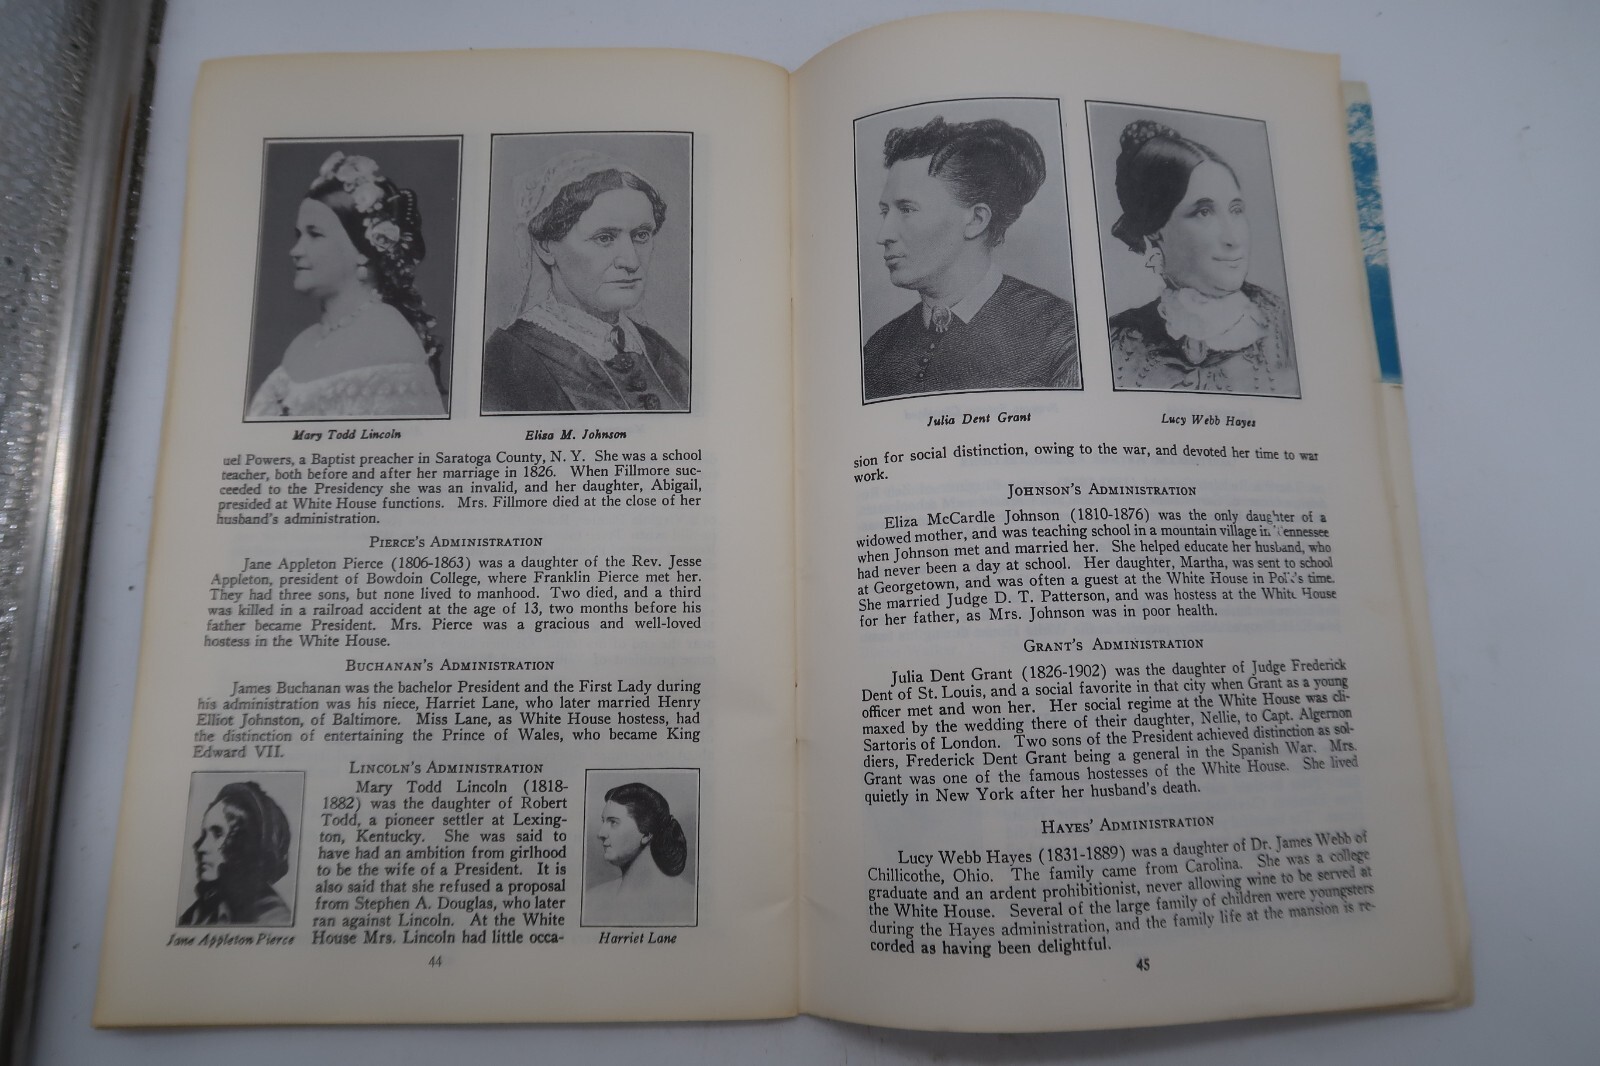 Mary Todd Lincoln
Eliza M. Johnson
uel Powers, a Baptist preacher in Saratoga County, N. Y. She was a school
teacher, both before and after her marriage in 1826. When Fillmore suc-
ceeded to the Presidency she was an invalid, and her daughter, Abigail,
presided at White House functions. Mrs. Fillmore died at the close of her
husband's administration.
PIERCE'S ADMINISTRATION
Jane Appleton Pierce (1806-1863) was a daughter of the Rev. Jesse
Appleton, president of Bowdoin College, where Franklin Pierce met her.
They had three sons, but none lived to manhood. Two died, and a third
was killed in a railroad accident at the age of 13, two months before his
father became President. Mrs. Pierce was a gracious and well-loved
hostess in the White House.
BUCHANAN'S ADMINISTRATION
James Buchanan was the bachelor President and the First Lady during
his administration was his niece, Harriet Lane, who later married Henry
Elliot Johnston, of Baltimore. Miss Lane, as White House hostess, had
the distinction of entertaining the Prince of Wales, who became King
Edward VII.
LINCOLN'S ADMINISTRATION
Mary Todd Lincoln (1818-
1882) was the daughter of Robert
Todd, a pioneer settler at Lexing-
ton, Kentucky. She was said to
have had an ambition from girlhood
to be the wife of a President. It is
also said that she refused a proposal
from Stephen A. Douglas, who later
ran against Lincoln. At the White
House Mrs. Lincoln had little occa-
Jane Appleton Pierce
Harriet Lane
44
Julia Dent Grant
Lucy Webb Hayes
sion for social distinction, owing to the war, and devoted her time to war
work.
JOHNSON'S ADMINISTRATION
Eliza McCardle Johnson (1810-1876) was the only daughter of a
widowed mother, and was teaching school in a mountain village in Tennessee
when Johnson met and married her. She helped educate her husband, who
had never been a day at school. Her daughter, Martha, was sent to school
at Georgetown, and was often a guest at the White House in Polk's time.
She married Judge D. T. Patterson, and was hostess at the White House
for her father, as Mrs. Johnson was in poor health.
GRANT'S ADMINISTRATION
Julia Dent Grant (1826-1902) was the daughter of Judge Frederick
Dent of St. Louis, and a social favorite in that city when Grant as a young
officer met and won her. Her social regime at the White House was cli-
maxed by the wedding there of their daughter, Nellie, to Capt. Algernon
Sartoris of London. Two sons of the President achieved distinction as sol-
diers, Frederick Dent Grant being a general in the Spanish War. Mrs.
Grant was one of the famous hostesses of the White House. She lived
quietly in New York after her husband's death.
HAYES' ADMINISTRATION
Lucy Webb Hayes (1831-1889) was a daughter of Dr. James Webb of
Chillicothe, Ohio. The family came from Carolina. She was a college
graduate and an ardent prohibitionist, never allowing wine to be served at
the White House. Several of the large family of children were youngsters
during the Hayes administration, and the family life at the mansion is re-
corded as having been delightful.
45